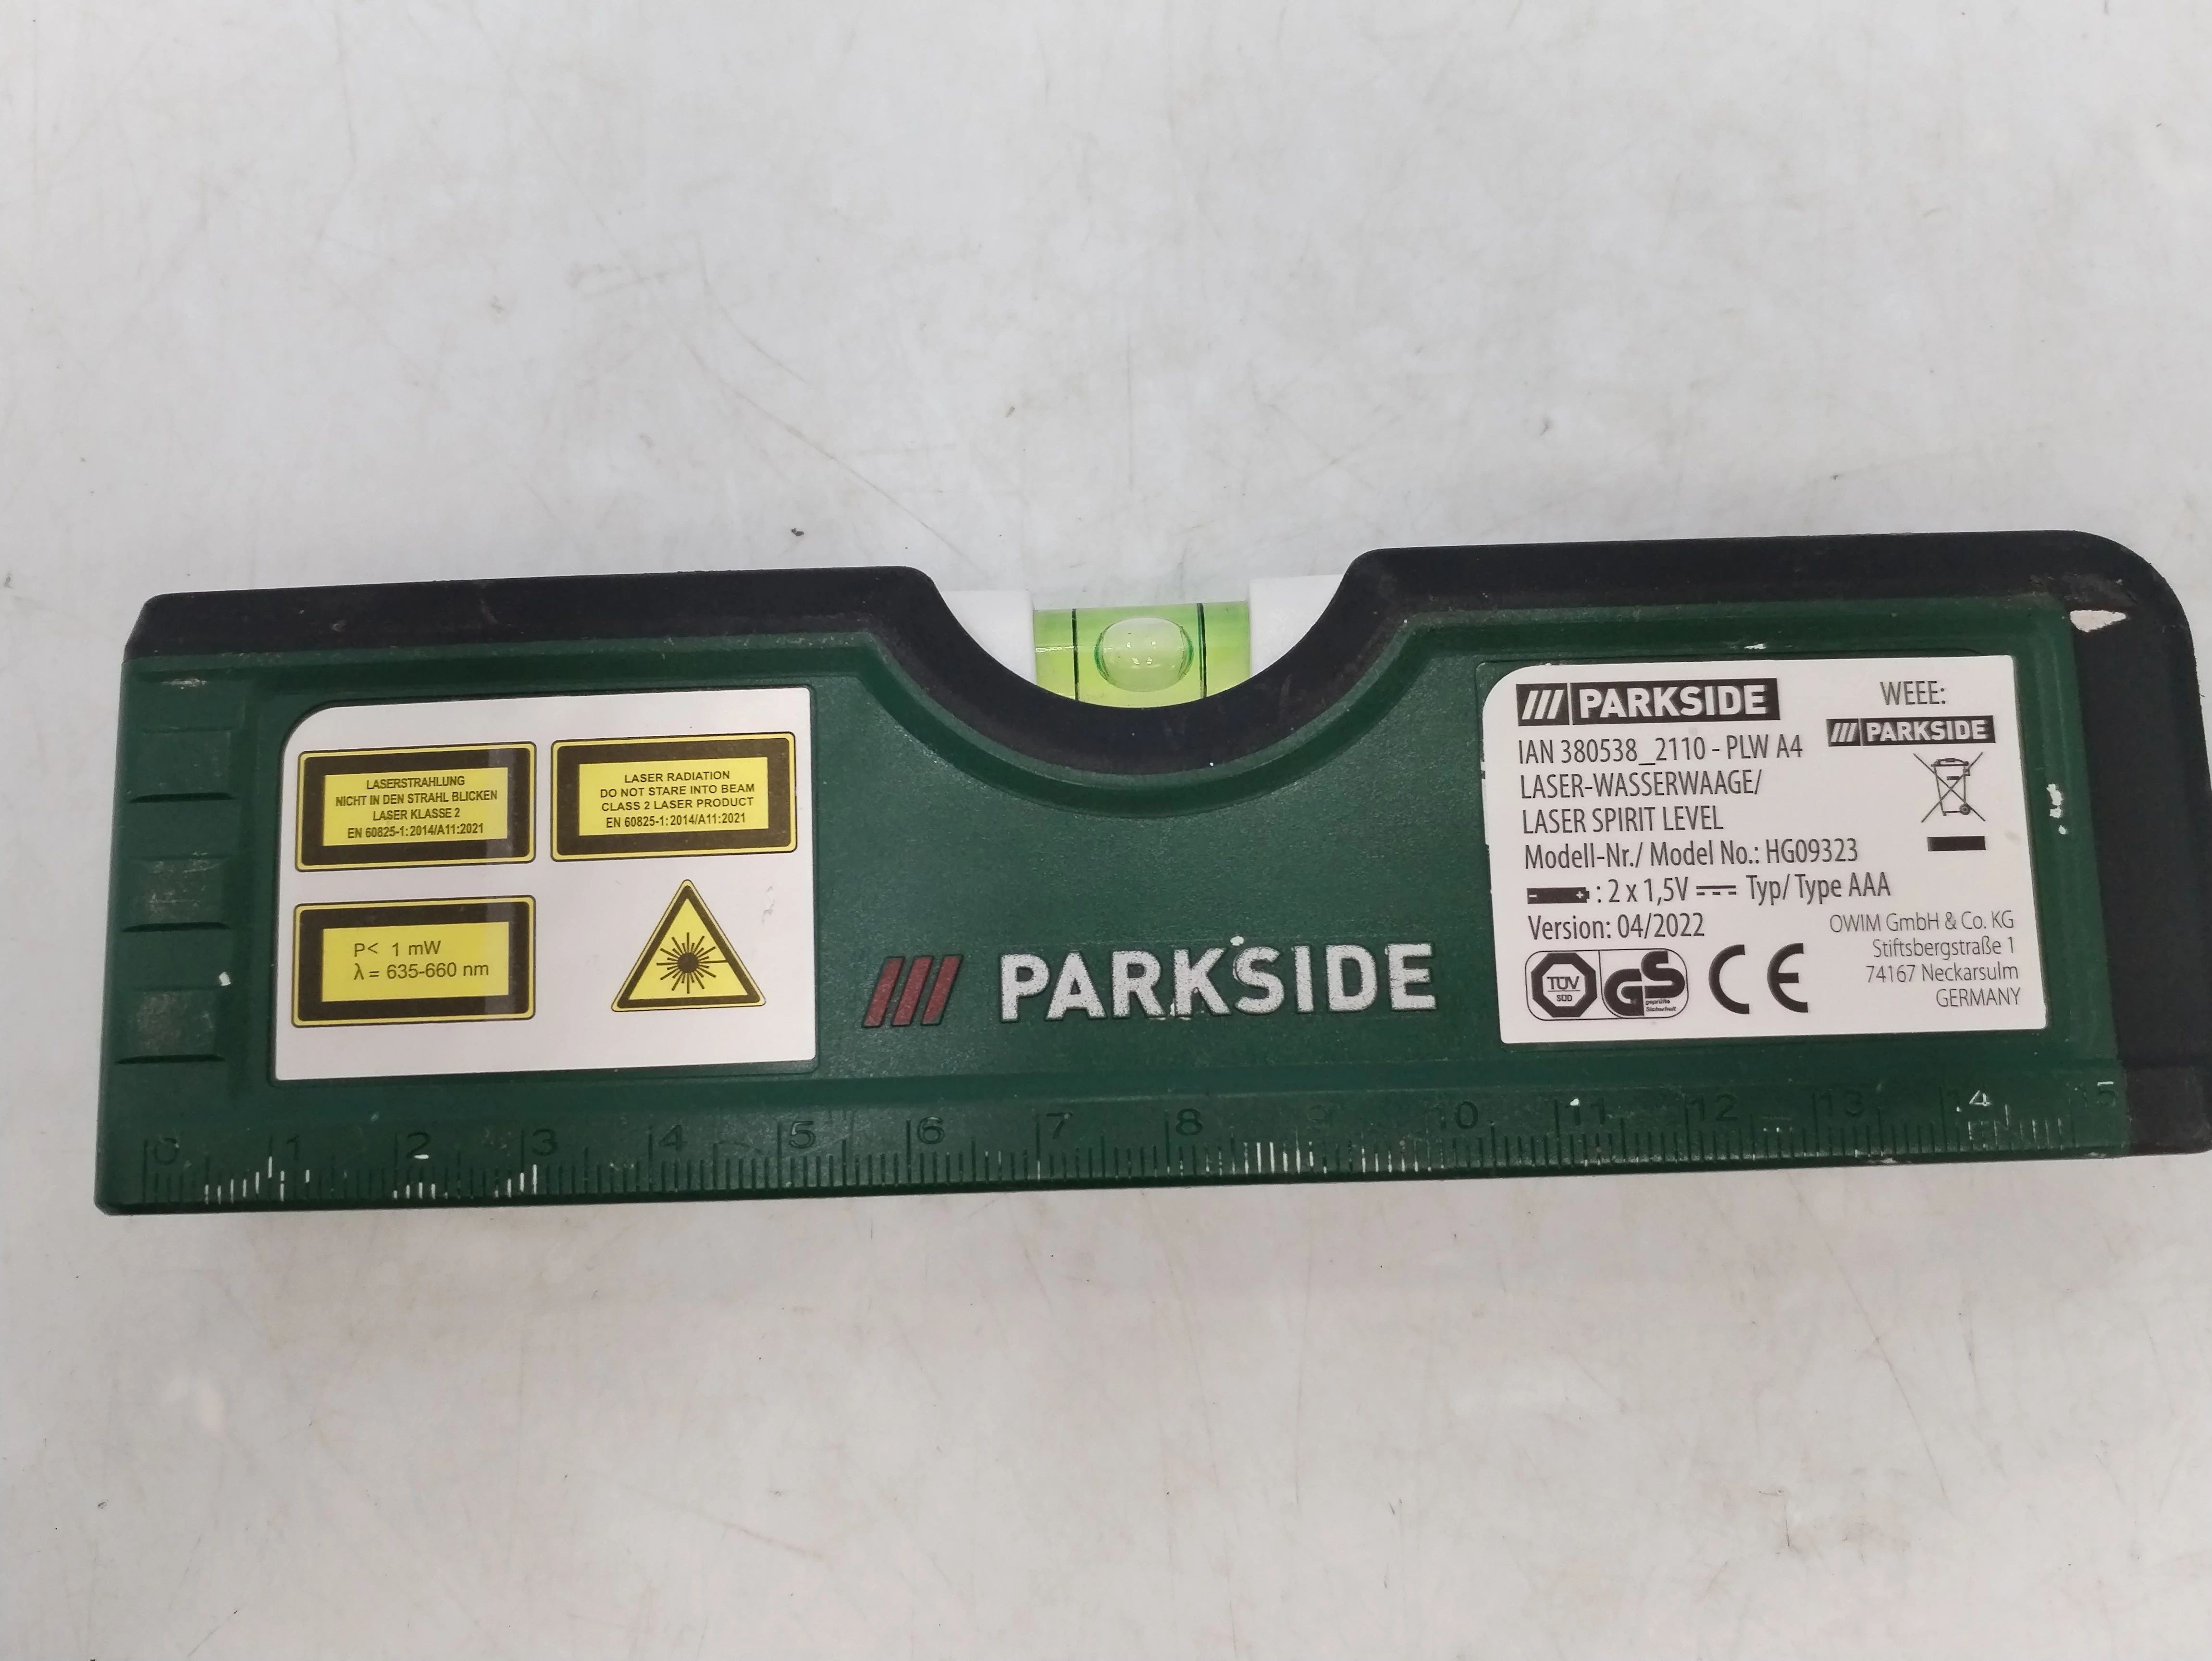 LASERSTRAHLUNG
NICHT IN DEN STRAHL BLICKEN
LASER KLASSE 2
EN 60825-1:2014/A11:2021
LASER RADIATION
DO NOT STARE INTO BEAM
CLASS 2 LASER PRODUCT
EN 60825-1:2014/A11:2021
P< 1 mW
λ = 635-660 nm
PARKSIDE
PARKSIDE
IAN 380538_2110 - PLW A4
LASER-WASSERWAAGE/
LASER SPIRIT LEVEL
Modell-Nr./ Model No.: HG09323
: 2 x 1,5V Typ/ Type AAA
Version: 04/2022
TÜV
SÜD
GS
geprüfte
Sicherheit
CE
WEEE:
PARKSIDE
OWIM GmbH & Co. KG
Stiftsbergstraße 1
74167 Neckarsulm
GERMANY
0 1 2 3 4 5 6 7 8 9 10 11 12 13 14 15